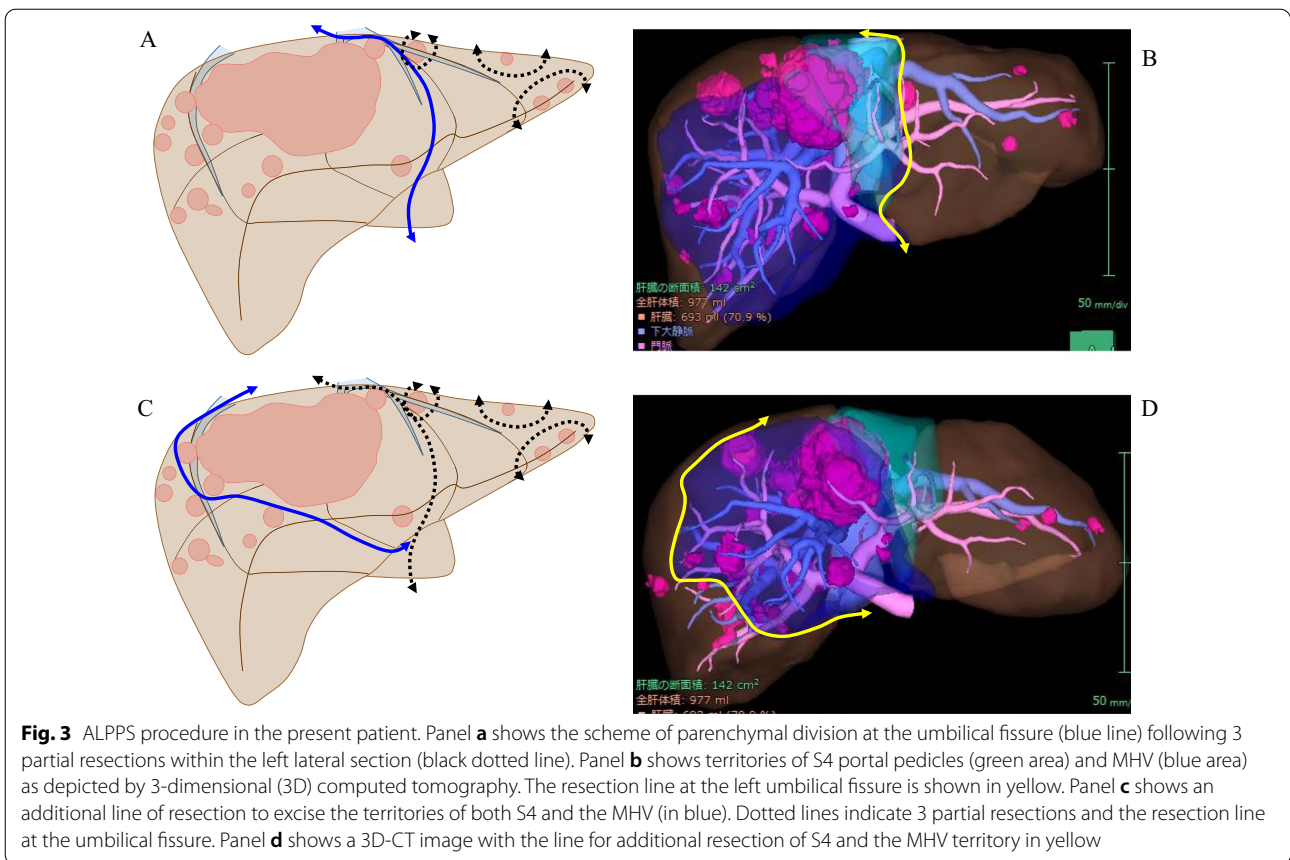 A
B
肝臓の断面積: 142 cm²
全肝体積: 977 ml
■ 肝臓: 693 ml (70.9 %)
■ 下大静脈
■ 門脈
50 mm/div
C
D
肝臓の断面積: 142 cm²
全肝体積: 977 ml
50 mm/
Fig. 3 ALPPS procedure in the present patient. Panel a shows the scheme of parenchymal division at the umbilical fissure (blue line) following 3
partial resections within the left lateral section (black dotted line). Panel b shows territories of S4 portal pedicles (green area) and MHV (blue area)
as depicted by 3-dimensional (3D) computed tomography. The resection line at the left umbilical fissure is shown in yellow. Panel c shows an
additional line of resection to excise the territories of both S4 and the MHV (in blue). Dotted lines indicate 3 partial resections and the resection line
at the umbilical fissure. Panel d shows a 3D-CT image with the line for additional resection of S4 and the MHV territory in yellow